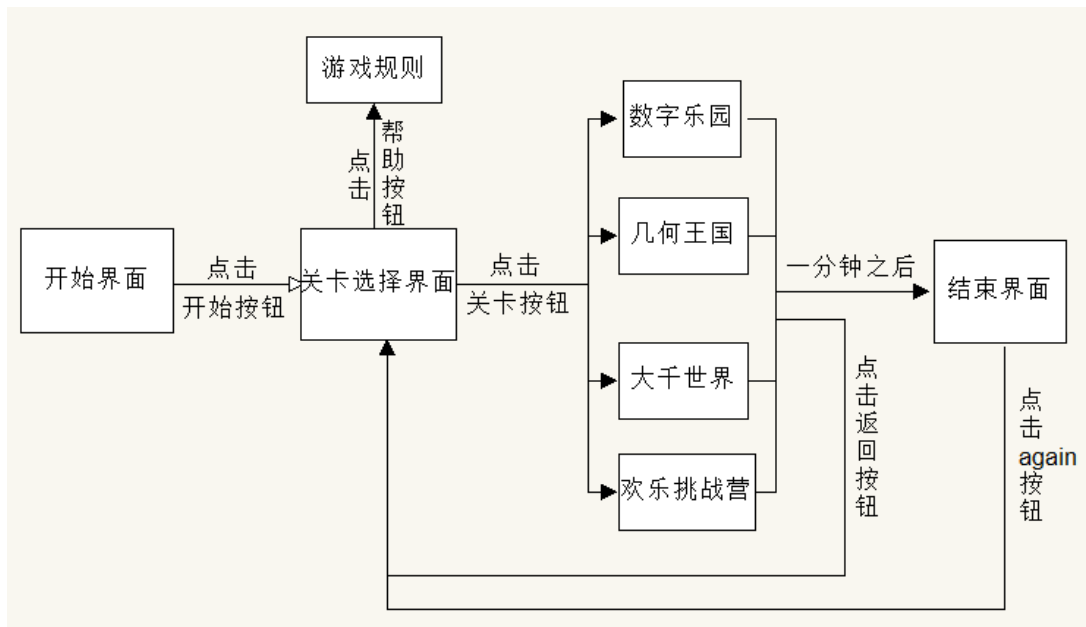 游戏规则
点击
帮助按钮
数字乐园
几何王国
开始界面
点击
开始按钮
关卡选择界面
点击
关卡按钮
一分钟之后
结束界面
大千世界
欢乐挑战营
点击返回按钮
点击
again
按钮